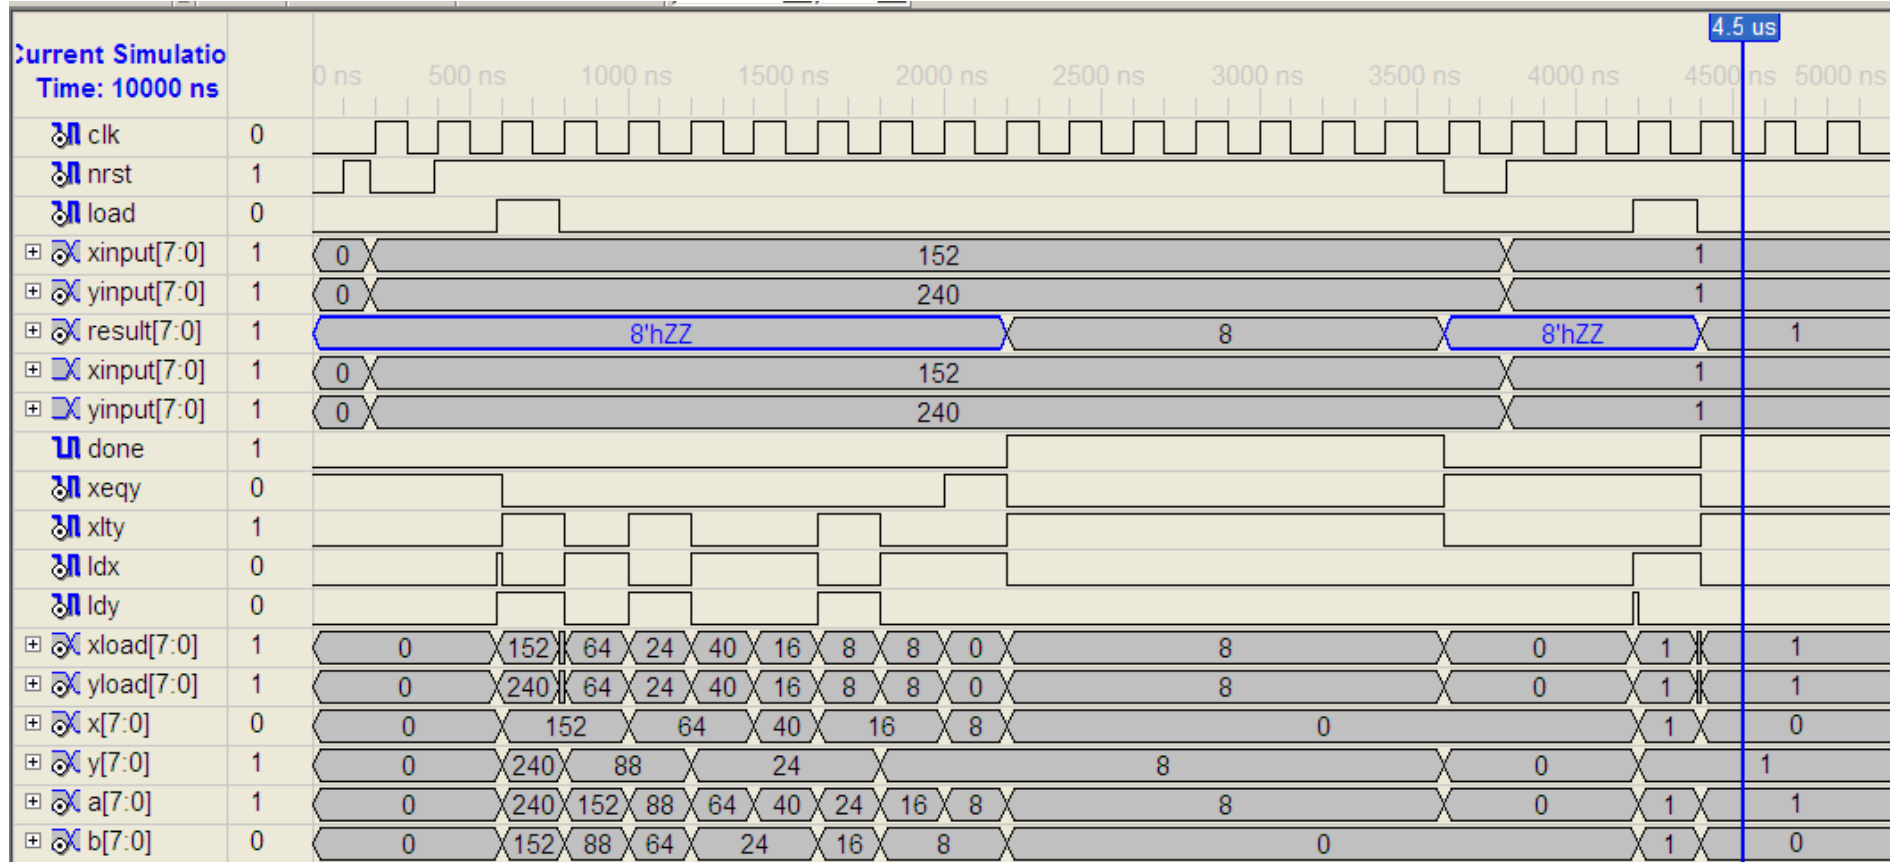 4.5 us
Current Simulatio
Time: 10000 ns
0 ns 500 ns 1000 ns 1500 ns 2000 ns 2500 ns 3000 ns 3500 ns 4000 ns 4500 ns 5000 ns
clk 0
nrst 1
load 0
xinput[7:0] 1 0 152 1
yinput[7:0] 1 0 240 1
result[7:0] 1 8'hZZ 8 8'hZZ 1
xinput[7:0] 1 0 152 1
yinput[7:0] 1 0 240 1
done 1
xeqy 0
xlty 1
ldx 0
ldy 0
xload[7:0] 1 0 152 64 24 40 16 8 8 0 8 0 1 1
yload[7:0] 1 0 240 64 24 40 16 8 8 0 8 0 1 1
x[7:0] 0 0 152 64 40 16 8 0 1 0
y[7:0] 1 0 240 88 24 8 0 1
a[7:0] 1 0 240 152 88 64 40 24 16 8 8 0 1 1
b[7:0] 0 0 152 88 64 24 16 8 0 1 0